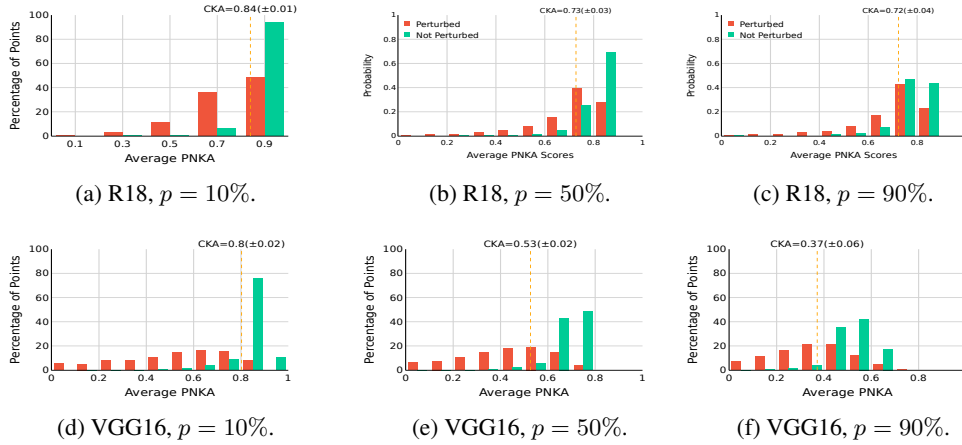 CKA=0.84(±0.01)
Percentage of Points
100
80
60
40
20
0
0.1 0.3 0.5 0.7 0.9
Average PNKA
(a) R18, p = 10%.
CKA=0.73(±0.03)
Perturbed
Not Perturbed
Probability
1
0.8
0.6
0.4
0.2
0
0 0.2 0.4 0.6 0.8 1
Average PNKA Scores
(b) R18, p = 50%.
CKA=0.72(±0.04)
Perturbed
Not Perturbed
Probability
1
0.8
0.6
0.4
0.2
0
0 0.2 0.4 0.6 0.8
Average PNKA Scores
(c) R18, p = 90%.
CKA=0.8(±0.02)
Percentage of Points
100
80
60
40
20
0
0 0.2 0.4 0.6 0.8 1
Average PNKA
(d) VGG16, p = 10%.
CKA=0.53(±0.02)
Percentage of Points
100
80
60
40
20
0
0 0.2 0.4 0.6 0.8
Average PNKA
(e) VGG16, p = 50%.
CKA=0.37(±0.06)
Percentage of Points
100
80
60
40
20
0
0 0.2 0.4 0.6 0.8
Average PNKA
(f) VGG16, p = 90%.